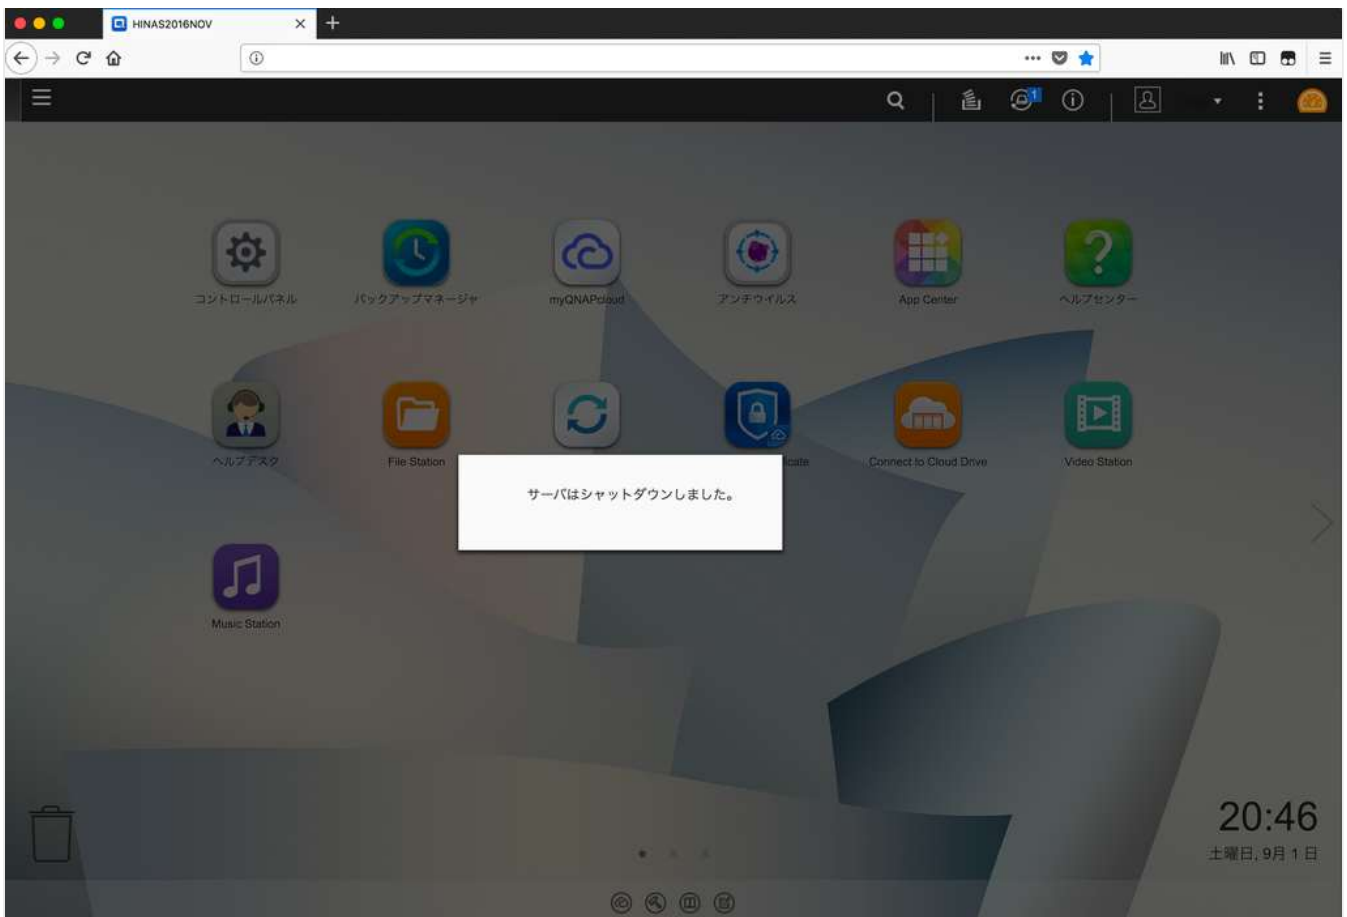 HINAS2016NOV
1
コントロールパネル
バックアップマネージャ
myQNAPcloud
アンチウイルス
App Center
ヘルプセンター
ヘルプデスク
File Station
icate
Connect to Cloud Drive
Video Station
サーバはシャットダウンしました。
Music Station
20:46
土曜日, 9月 1 日